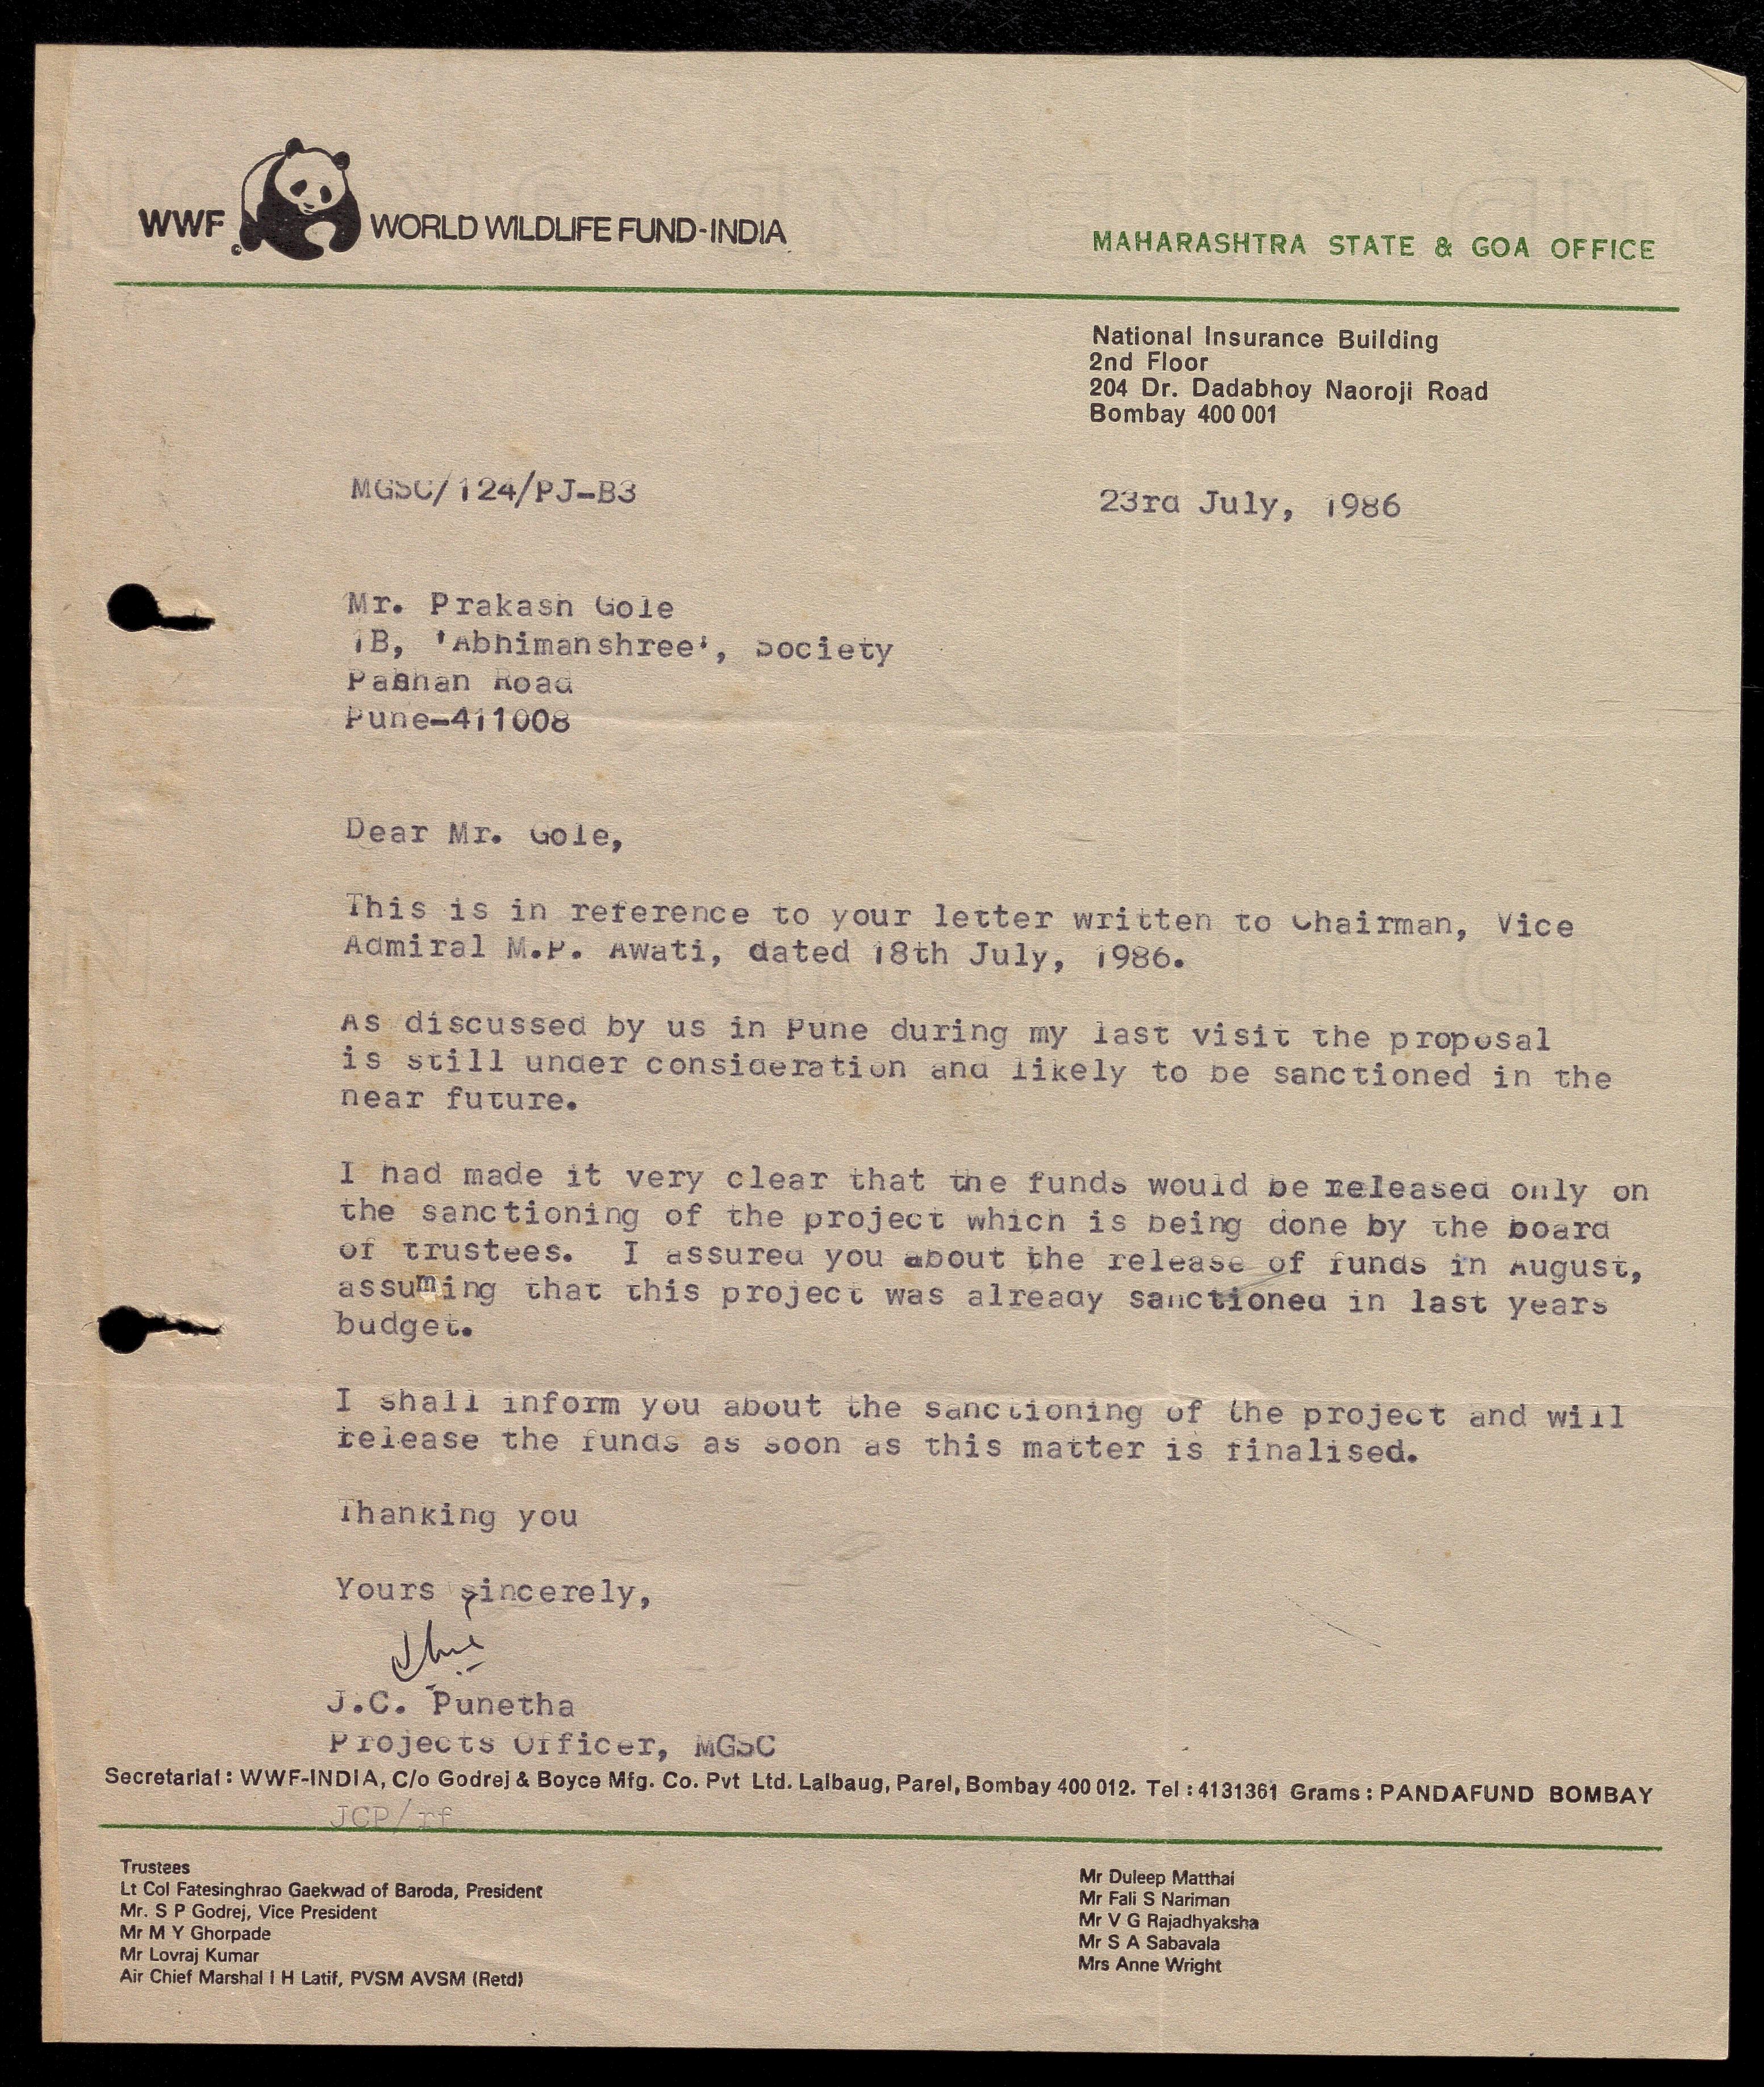 WWF WORLD WILDLIFE FUND-INDIA
MAHARASHTRA STATE & GOA OFFICE
National Insurance Building
2nd Floor
204 Dr. Dadabhoy Naoroji Road
Bombay 400 001
MGSC/124/PJ-B3
23rd July, 1986
Mr. Prakash Gole
1B, 'Abhimanshree', Society
Pashan Road
Pune-411008
Dear Mr. Gole,
This is in reference to your letter written to Chairman, Vice
Admiral M.P. Awati, dated 18th July, 1986.
As discussed by us in Pune during my last visit the proposal
is still under consideration and likely to be sanctioned in the
near future.
I had made it very clear that the funds would be released only on
the sanctioning of the project which is being done by the board
of trustees. I assured you about the release of funds in August,
assuming that this project was already sanctioned in last years
budget.
I shall inform you about the sanctioning of the project and will
release the funds as soon as this matter is finalised.
Thanking you
Yours sincerely,
J.C. Punetha
Projects Officer, MGSC
Secretariat : WWF-INDIA, C/o Godrej & Boyce Mfg. Co. Pvt Ltd. Lalbaug, Parel, Bombay 400 012. Tel : 4131361 Grams : PANDAFUND BOMBAY
JCP/rf
Trustees
Lt Col Fatesinghrao Gaekwad of Baroda, President
Mr. S P Godrej, Vice President
Mr M Y Ghorpade
Mr Lovraj Kumar
Air Chief Marshal I H Latif, PVSM AVSM (Retd)
Mr Duleep Matthai
Mr Fali S Nariman
Mr V G Rajadhyaksha
Mr S A Sabavala
Mrs Anne Wright